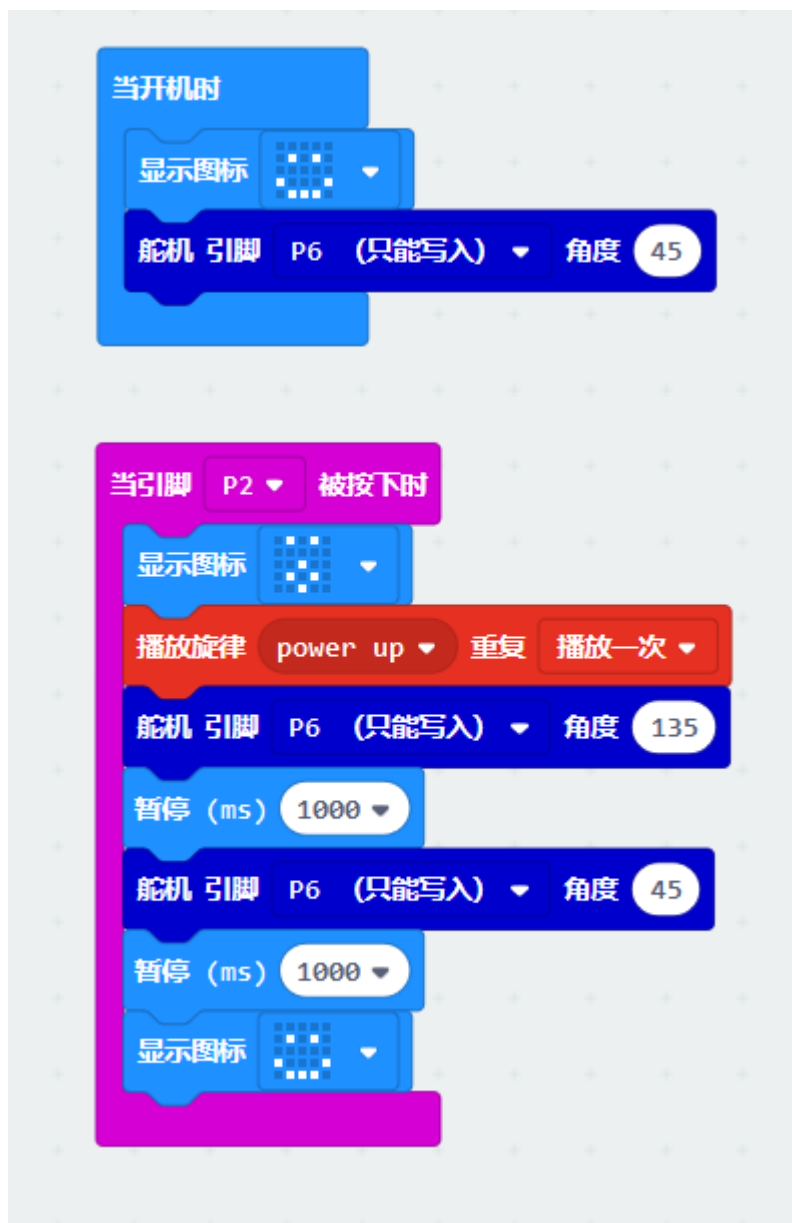 当开机时
显示图标
舵机 引脚 P6 (只能写入) 角度 45
当引脚 P2 被按下时
显示图标
播放旋律 power up 重复 播放一次
舵机 引脚 P6 (只能写入) 角度 135
暂停 (ms) 1000
舵机 引脚 P6 (只能写入) 角度 45
暂停 (ms) 1000
显示图标